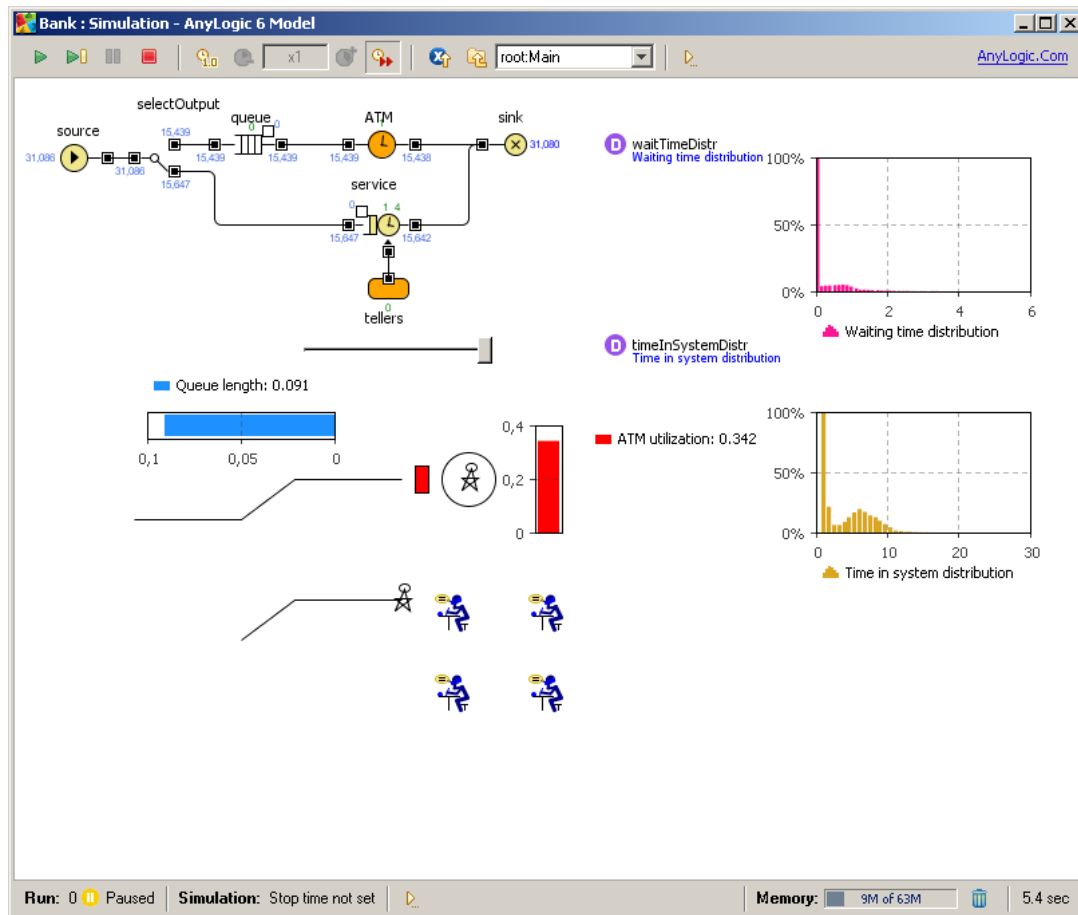 Bank : Simulation - AnyLogic 6 Model
x1
root:Main
AnyLogic.Com
selectOutput
source
queue
ATM
sink
15,439
0
0
1
31,086
31,086
15,439
15,439
15,439
15,438
31,080
15,647
service
0
1 4
15,647
15,642
0
tellers
D waitTimeDistr
Waiting time distribution
100%
50%
0%
0 2 4 6
Waiting time distribution
D timeInSystemDistr
Time in system distribution
Queue length: 0.091
0,1 0,05 0
0,4
0,2
0
ATM utilization: 0.342
100%
50%
0%
0 10 20 30
Time in system distribution
Run: 0 Paused
Simulation: Stop time not set
Memory: 9M of 63M
5.4 sec